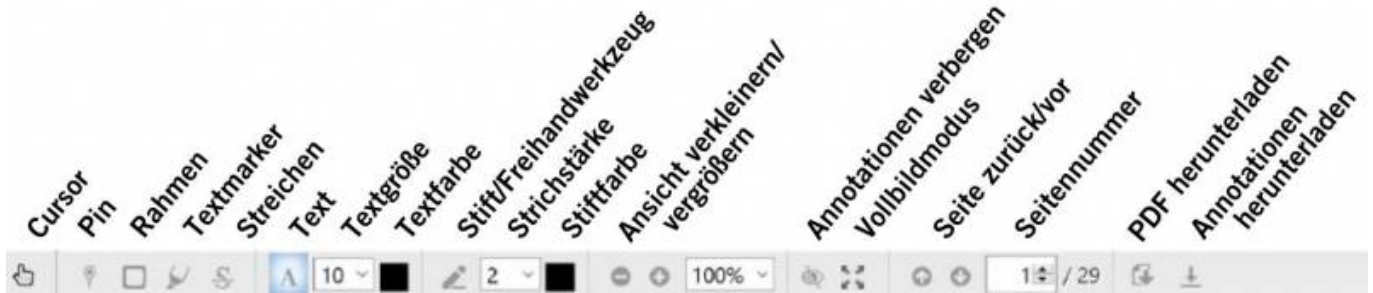 Cursor
Pin
Rahmen
Textmarker
Streichen
Text
Textgröße
Textfarbe
Stift/Freihandwerkzeug
Strichstärke
Stiftfarbe
Ansicht verkleinern/
vergrößern
Annotationen verbergen
Vollbildmodus
Seite zurück/vor
Seitennummer
PDF herunterladen
Annotationen
herunterladen
S A 10 2 100% 1 / 29